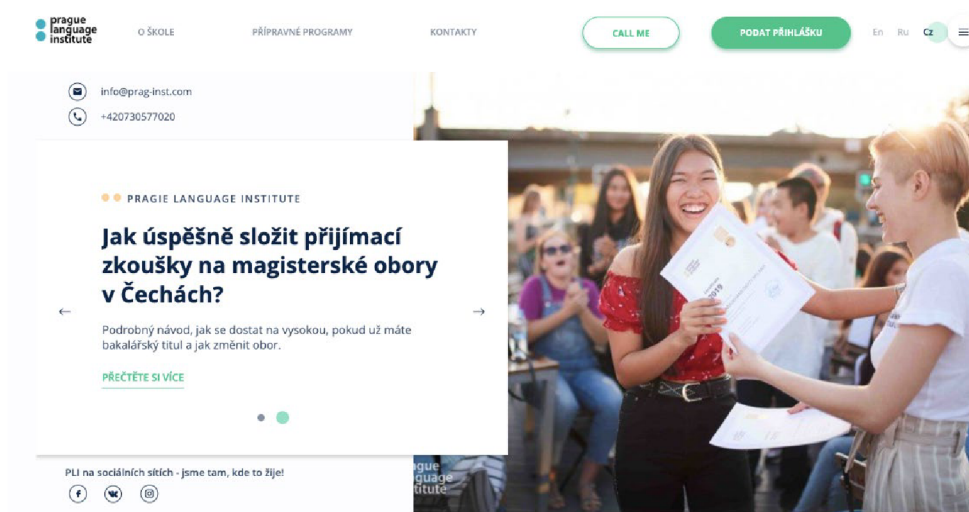 prague
language
institute
O ŠKOLE
PŘÍPRAVNÉ PROGRAMY
KONTAKTY
CALL ME
PODAT PŘIHLÁŠKU
En Ru Cz
info@prag-inst.com
+420730577020
PRAGIE LANGUAGE INSTITUTE
Jak úspěšně složit přijímací
zkoušky na magisterské obory
v Čechách?
Podrobný návod, jak se dostat na vysokou, pokud už máte
bakalářský titul a jak změnit obor.
PŘEČTĚTE SI VÍCE
PLI na sociálních sítích - jsme tam, kde to žije!
2019